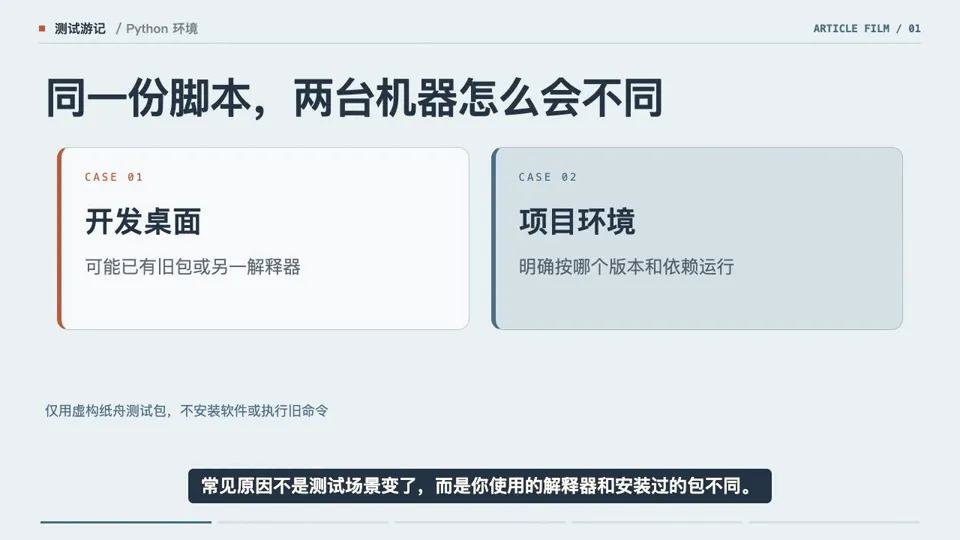 测试游记 / Python 环境
ARTICLE FILM / 01
同一份脚本，两台机器怎么会不同
CASE 01
开发桌面
可能已有旧包或另一解释器
CASE 02
项目环境
明确按哪个版本和依赖运行
仅用虚构纸舟测试包，不安装软件或执行旧命令
常见原因不是测试场景变了，而是你使用的解释器和安装过的包不同。